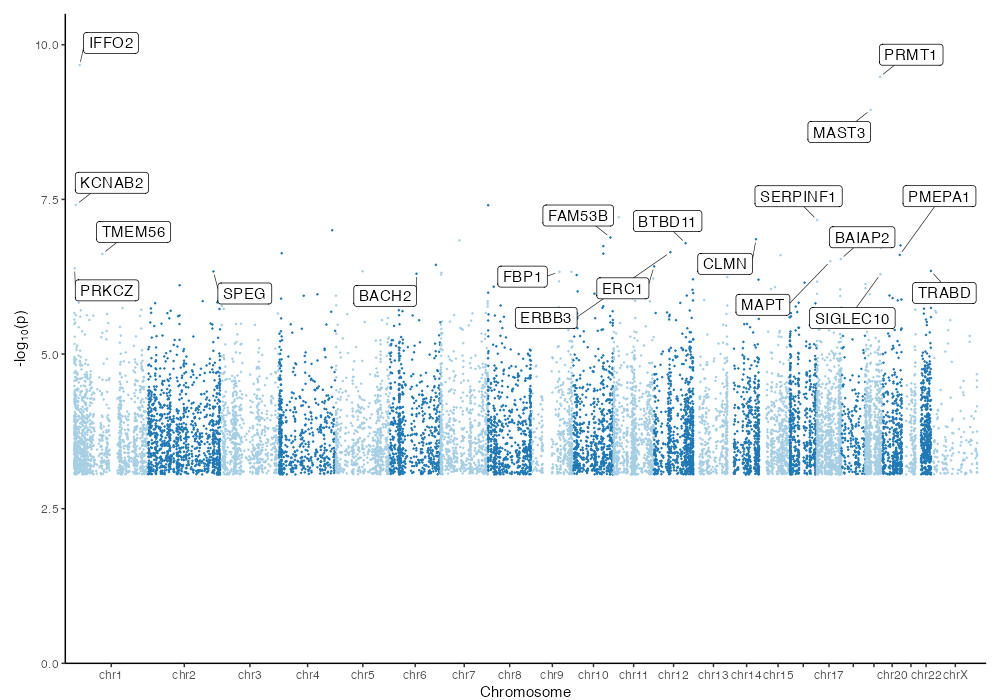 IFFO2
10.0
PRMT1
MAST3
KCNAB2
7.5
SERPINF1
PMEPA1
FAM53B
BTBD11
TMEM56
BAIAP2
CLMN
FBP1
PRKCZ
SPEG
BACH2
ERC1
TRABD
MAPT
ERBB3
SIGLEC10
-log10(p)
5.0
2.5
0.0
chr1 chr2 chr3 chr4 chr5 chr6 chr7 chr8 chr9 chr10 chr11 chr12 chr13 chr14 chr15 chr17 chr20 chr22 chrX
Chromosome